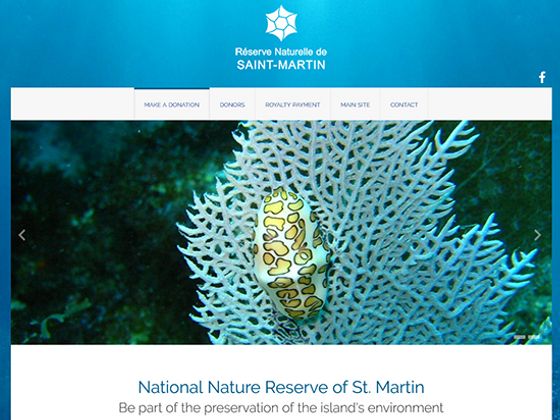 Réserve Naturelle de
SAINT-MARTIN
MAKE A DONATION
DONORS
ROYALTY PAYMENT
MAIN SITE
CONTACT
National Nature Reserve of St. Martin
Be part of the preservation of the island's environment